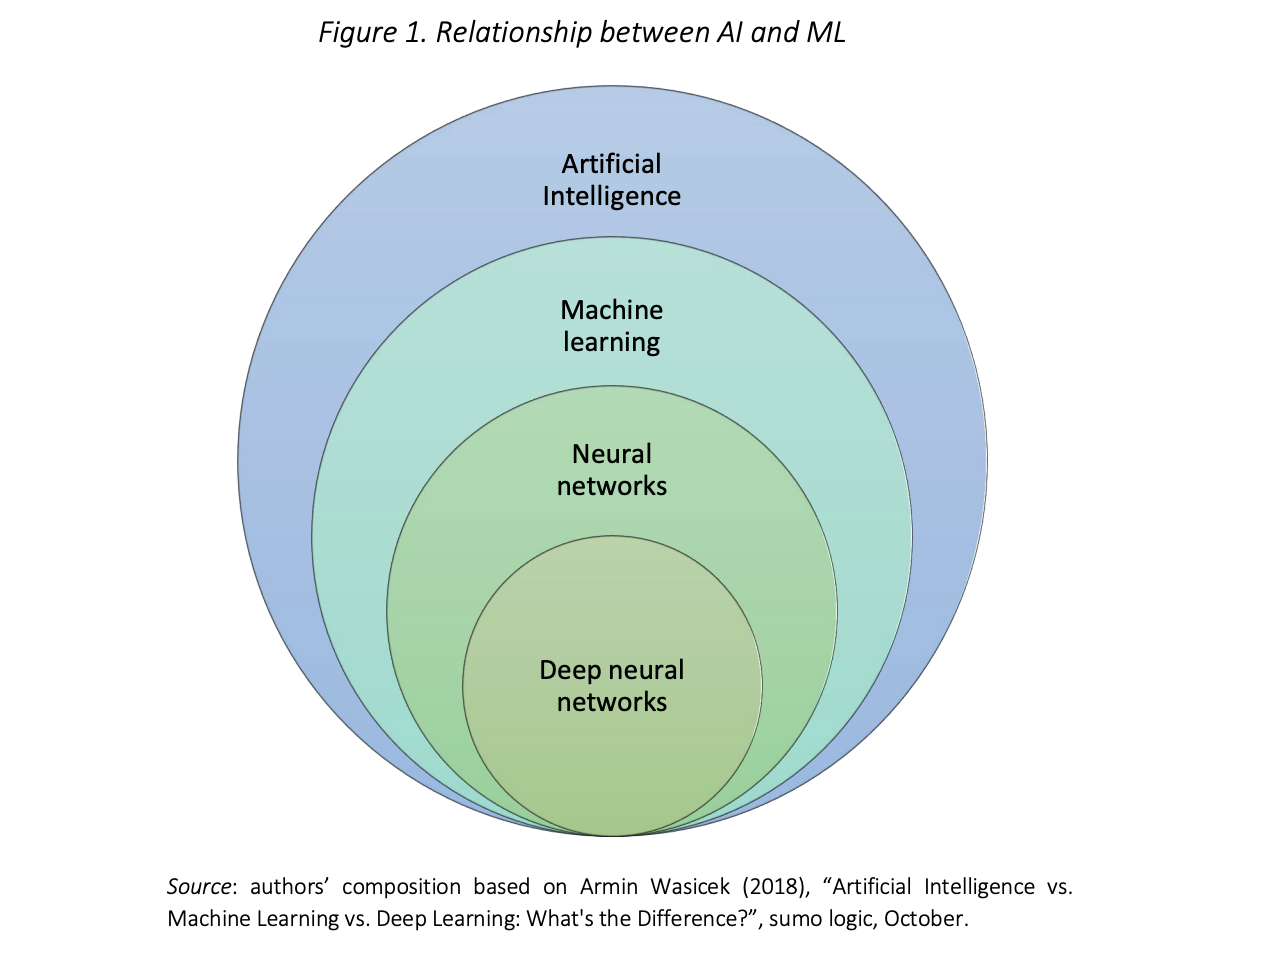 Figure 1. Relationship between AI and ML
Artificial
Intelligence
Machine
learning
Neural
networks
Deep neural
networks
Source: authors’ composition based on Armin Wasicek (2018), “Artificial Intelligence vs.
Machine Learning vs. Deep Learning: What's the Difference?”, sumo logic, October.